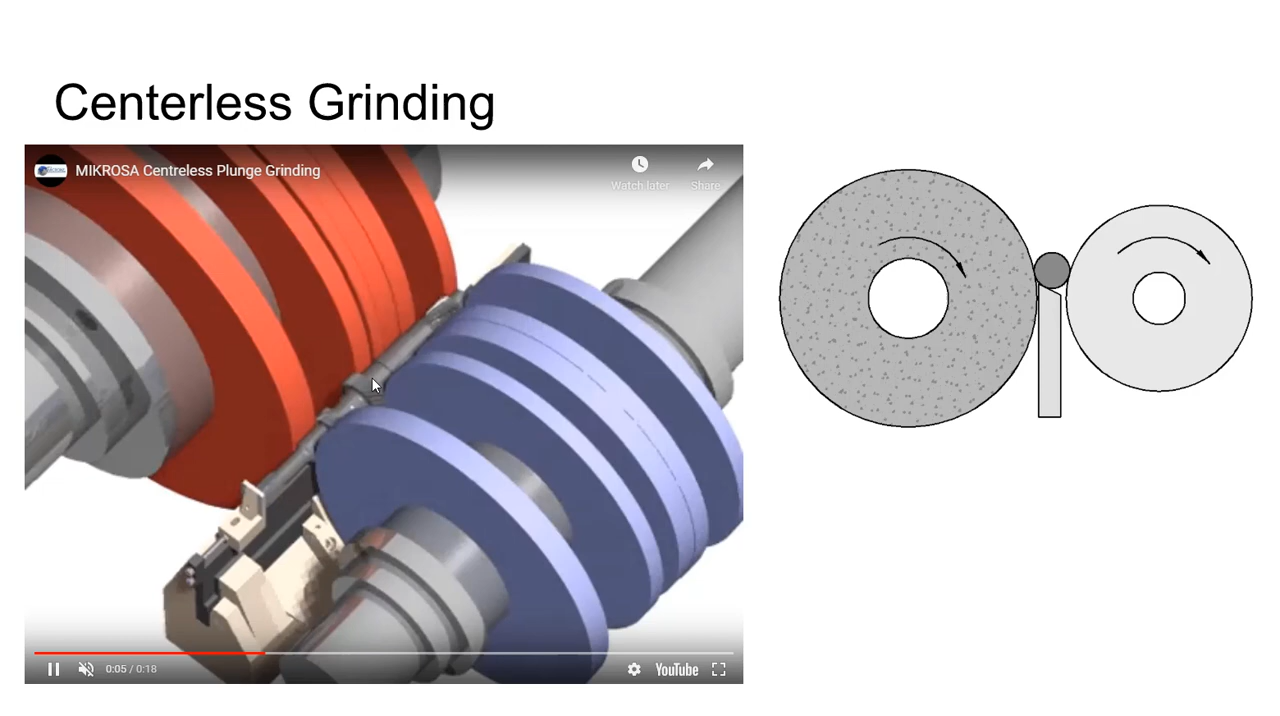 Centerless Grinding
MIKROSA Centreless Plunge Grinding
Watch later
Share
0:05 / 0:18
YouTube